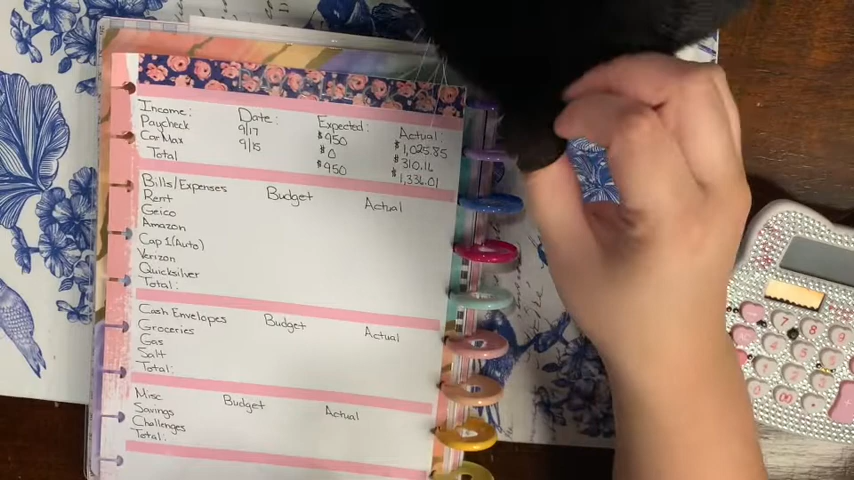 Income: Date: Expected: Actual:
Paycheck 9/17 $950 $1,025.85
CarMax 9/15 $0 $310.16
Total $950 $1,336.01
Bills/Expenses Budget Actual
Rent
Geico
Amazon
Cap 1 (Auto)
Verizon
Quicksilver
Total:
Cash Envelopes Budget Actual
Groceries
Gas
Salt
Total:
Misc Budget Actual
Savings
Challenges
Total:
7 8